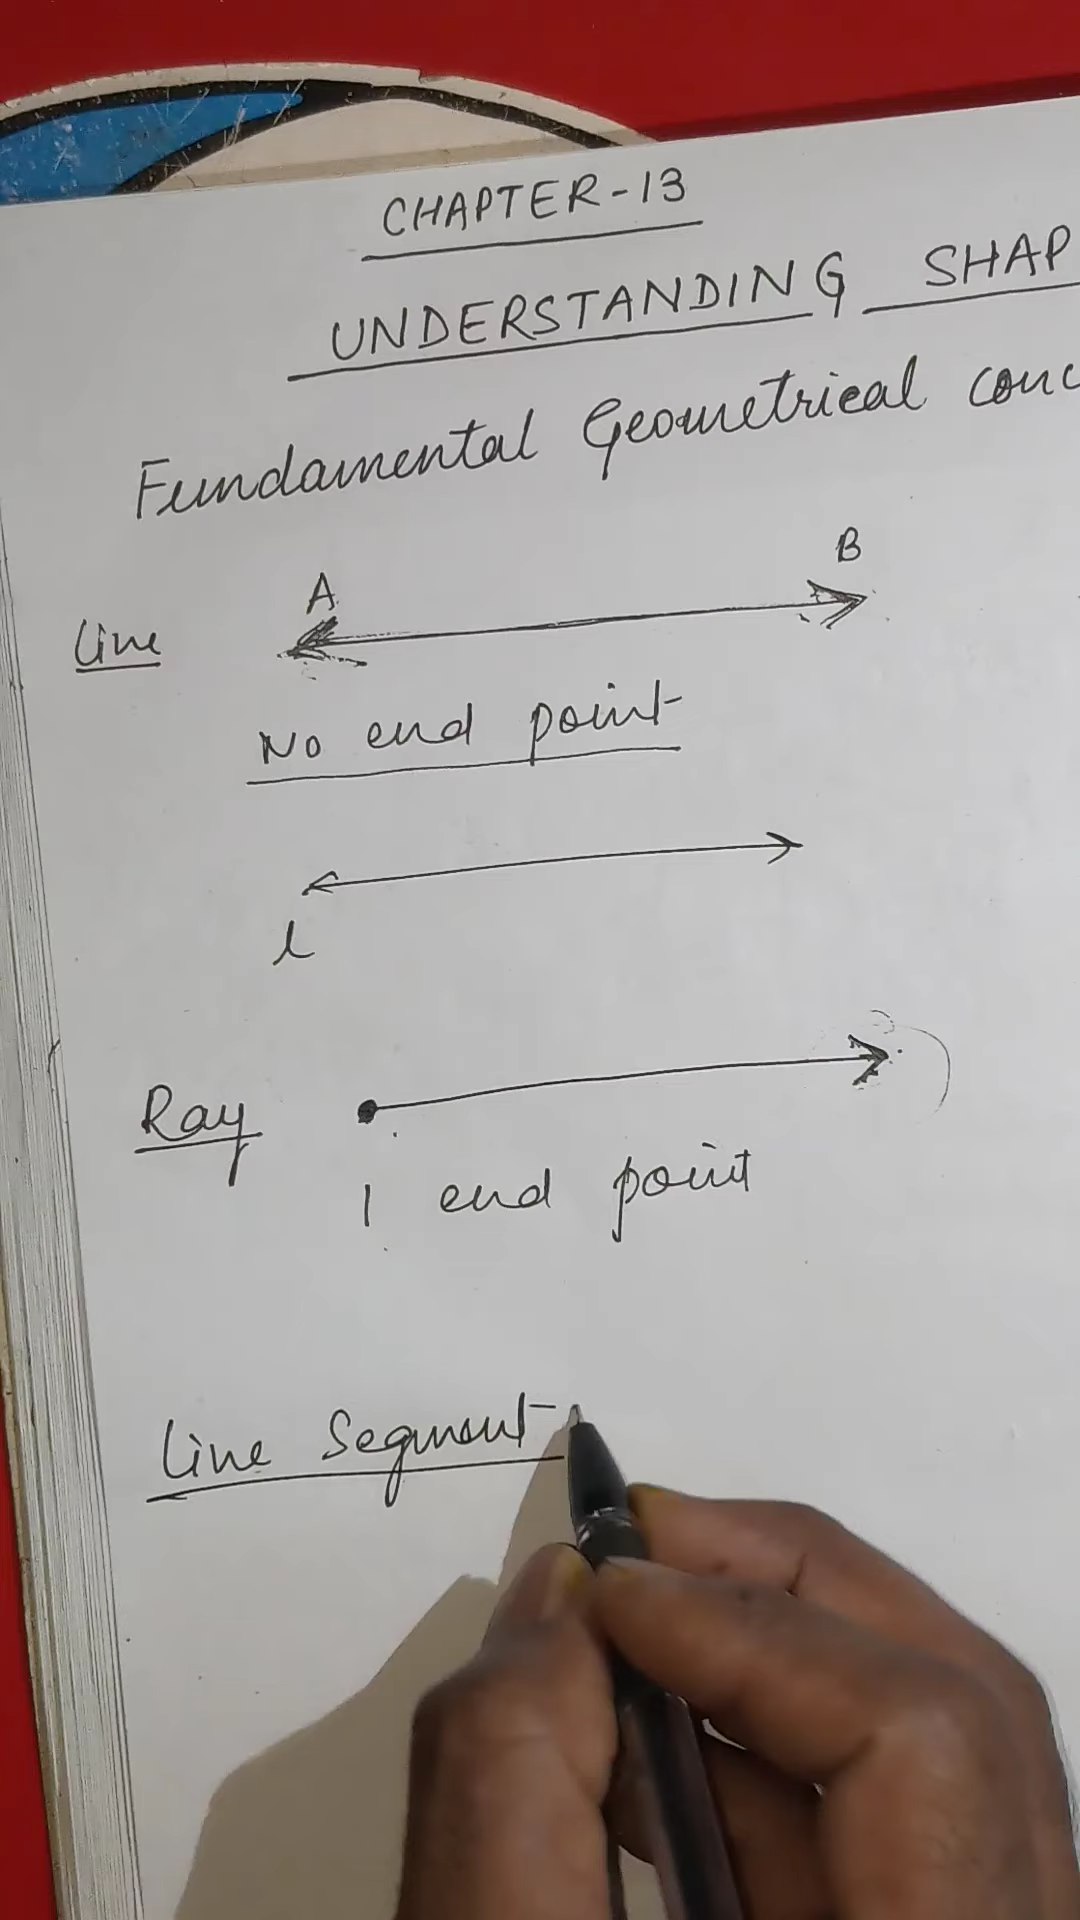 CHAPTER-13
UNDERSTANDING SHAP
Fundamental Geometrical conc
A B
Line
No end point
l
Ray
1 end point
Line Segment